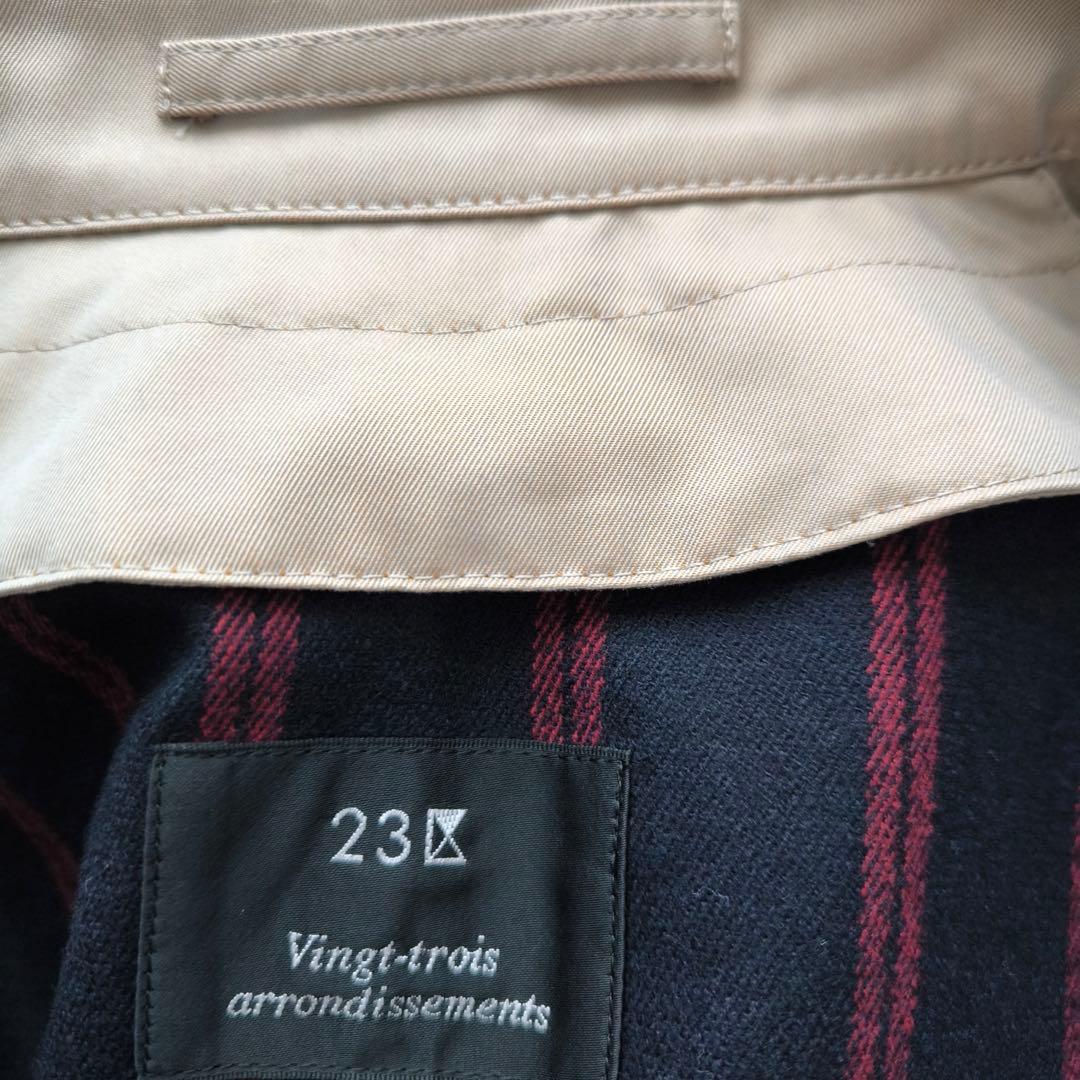 23区
Vingt-trois
arrondissements